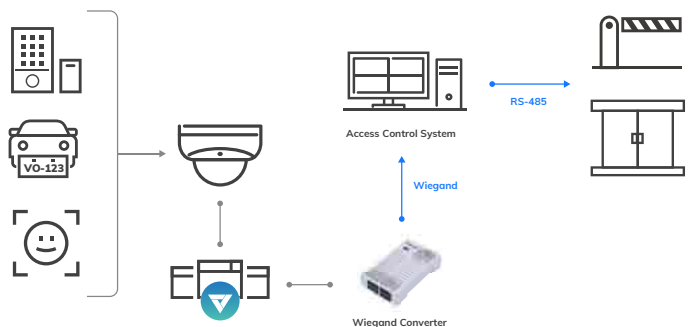 VO-123
Access Control System
RS-485
Wiegand
Wiegand Converter